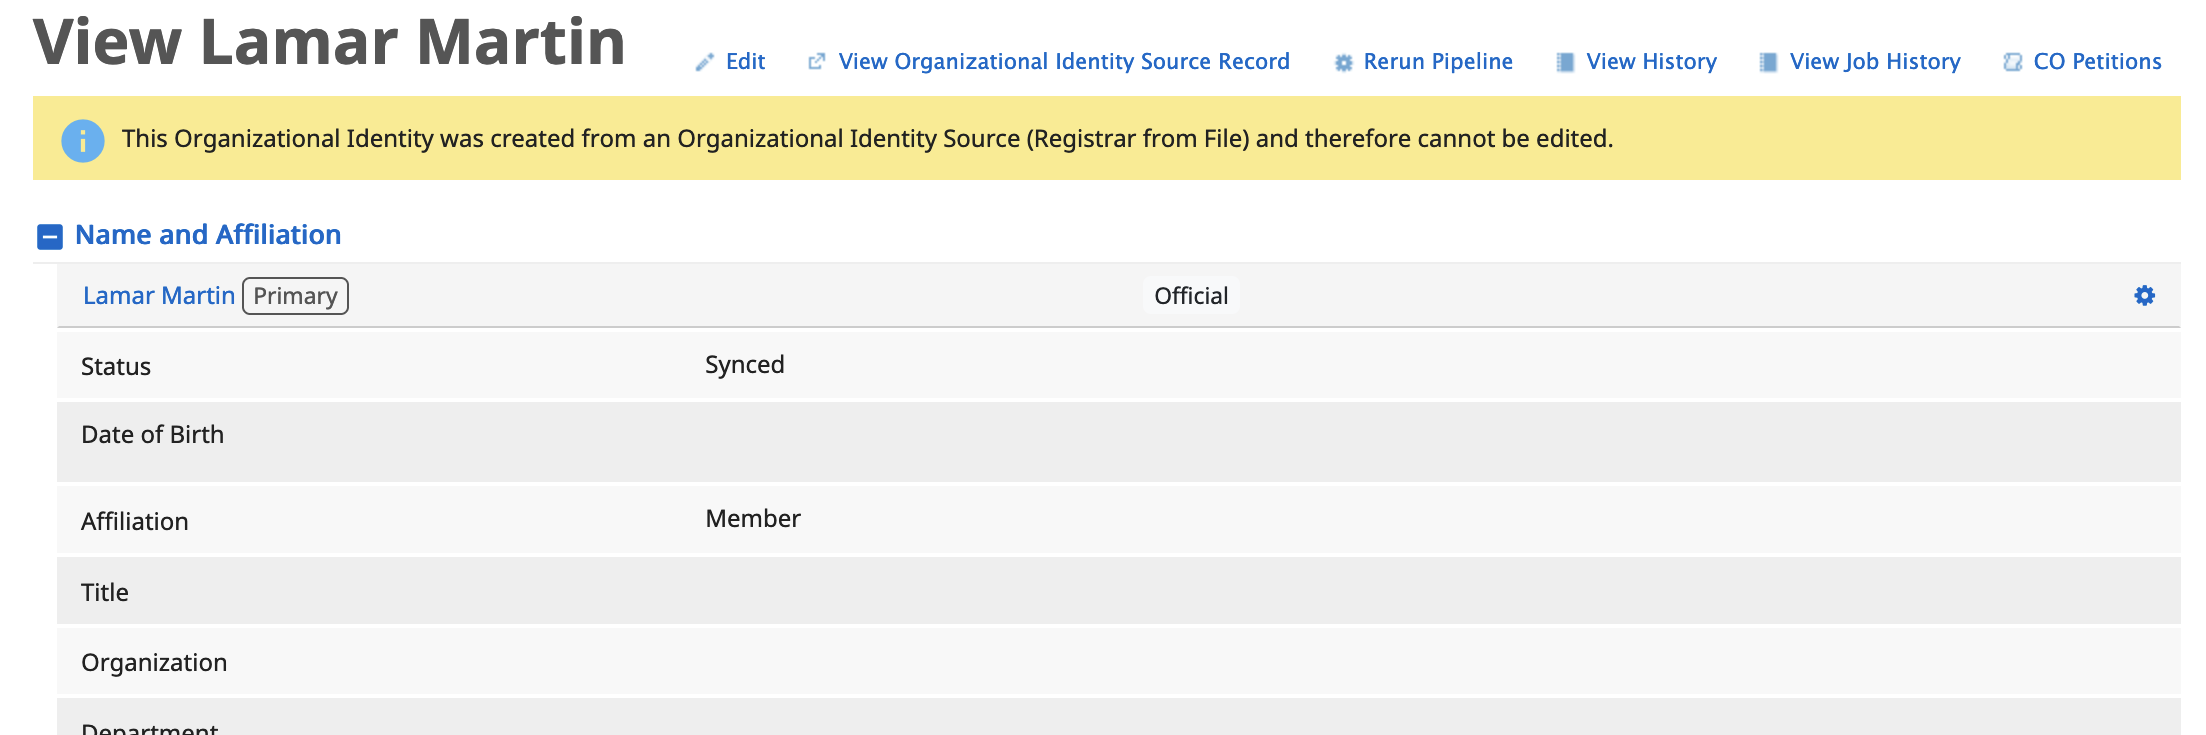 View Lamar Martin
Edit
View Organizational Identity Source Record
Rerun Pipeline
View History
View Job History
CO Petitions
This Organizational Identity was created from an Organizational Identity Source (Registrar from File) and therefore cannot be edited.
Name and Affiliation
Lamar Martin Primary Official
Status Synced
Date of Birth
Affiliation Member
Title
Organization
Department